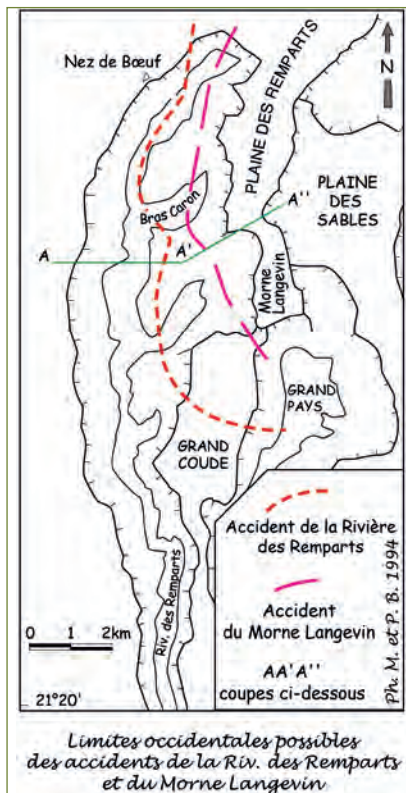 Nez de Bœuf
PLAINE DES REMPARTS
N
PLAINE
DES
SABLES
Bras Caron
A
A'
A''
Morne
Langevin
GRAND
PAYS
GRAND
COUDE
Riv. des Remparts
Accident de la Rivière
des Remparts
Accident
du Morne Langevin
AA'A''
coupes ci-dessous
Ph. M. et P. B. 1994
0 1 2km
21°20'
Limites occidentales possibles
des accidents de la Riv. des Remparts
et du Morne Langevin